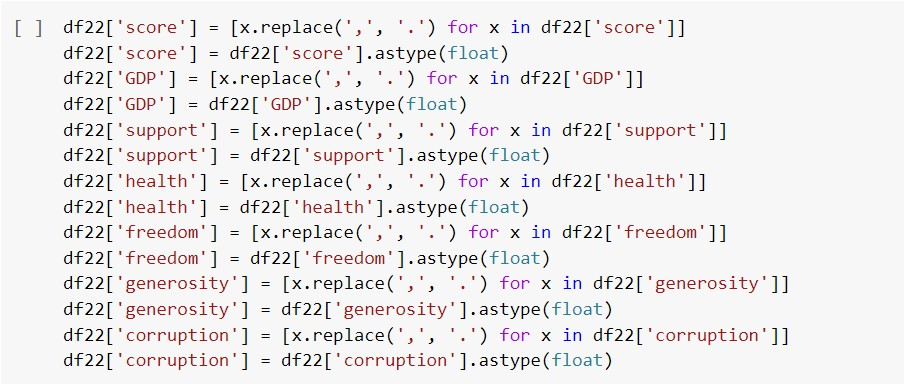 [ ] df22['score'] = [x.replace(',', '.') for x in df22['score']]
df22['score'] = df22['score'].astype(float)
df22['GDP'] = [x.replace(',', '.') for x in df22['GDP']]
df22['GDP'] = df22['GDP'].astype(float)
df22['support'] = [x.replace(',', '.') for x in df22['support']]
df22['support'] = df22['support'].astype(float)
df22['health'] = [x.replace(',', '.') for x in df22['health']]
df22['health'] = df22['health'].astype(float)
df22['freedom'] = [x.replace(',', '.') for x in df22['freedom']]
df22['freedom'] = df22['freedom'].astype(float)
df22['generosity'] = [x.replace(',', '.') for x in df22['generosity']]
df22['generosity'] = df22['generosity'].astype(float)
df22['corruption'] = [x.replace(',', '.') for x in df22['corruption']]
df22['corruption'] = df22['corruption'].astype(float)